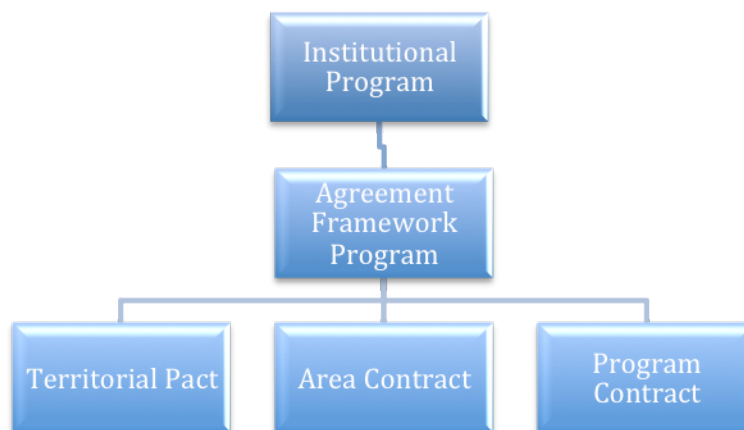 Institutional
Program
Agreement
Framework
Program
Territorial Pact
Area Contract
Program
Contract